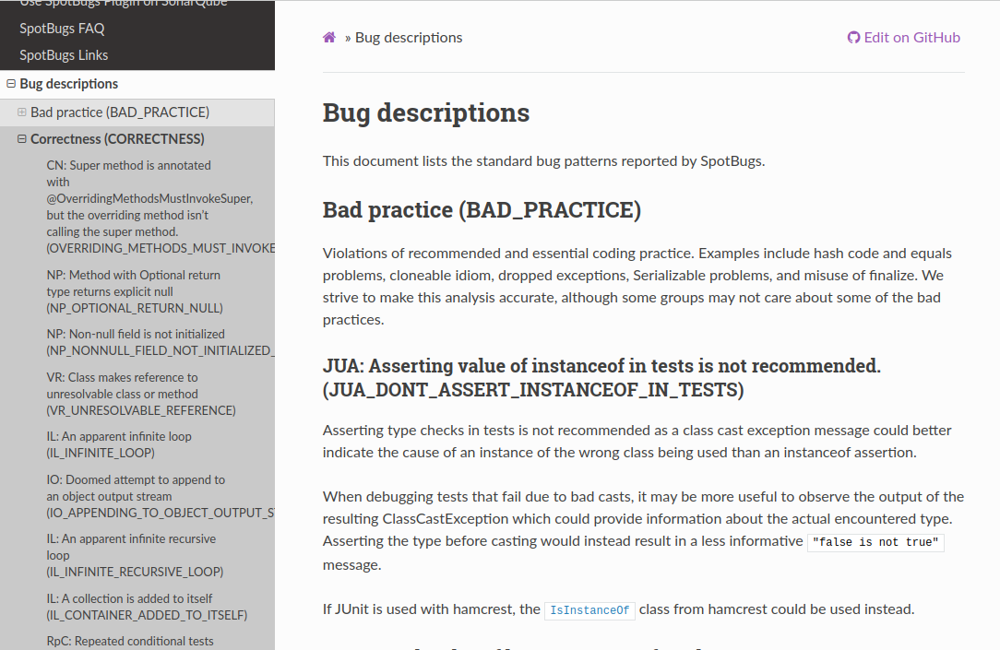 Use SpotBugs Plugin on SonarQube
SpotBugs FAQ
SpotBugs Links
Bug descriptions
Bad practice (BAD_PRACTICE)
Correctness (CORRECTNESS)
CN: Super method is annotated
with
@OverridingMethodsMustInvokeSuper,
but the overriding method isn't
calling the super method.
(OVERRIDING_METHODS_MUST_INVOKE
NP: Method with Optional return
type returns explicit null
(NP_OPTIONAL_RETURN_NULL)
NP: Non-null field is not initialized
(NP_NONNULL_FIELD_NOT_INITIALIZED_
VR: Class makes reference to
unresolvable class or method
(VR_UNRESOLVABLE_REFERENCE)
IL: An apparent infinite loop
(IL_INFINITE_LOOP)
IO: Doomed attempt to append to
an object output stream
(IO_APPENDING_TO_OBJECT_OUTPUT_S
IL: An apparent infinite recursive
loop
(IL_INFINITE_RECURSIVE_LOOP)
IL: A collection is added to itself
(IL_CONTAINER_ADDED_TO_ITSELF)
RpC: Repeated conditional tests
» Bug descriptions
Edit on GitHub
Bug descriptions
This document lists the standard bug patterns reported by SpotBugs.
Bad practice (BAD_PRACTICE)
Violations of recommended and essential coding practice. Examples include hash code and equals
problems, cloneable idiom, dropped exceptions, Serializable problems, and misuse of finalize. We
strive to make this analysis accurate, although some groups may not care about some of the bad
practices.
JUA: Asserting value of instanceof in tests is not recommended.
(JUA_DONT_ASSERT_INSTANCEOF_IN_TESTS)
Asserting type checks in tests is not recommended as a class cast exception message could better
indicate the cause of an instance of the wrong class being used than an instanceof assertion.
When debugging tests that fail due to bad casts, it may be more useful to observe the output of the
resulting ClassCastException which could provide information about the actual encountered type.
Asserting the type before casting would instead result in a less informative "false is not true"
message.
If JUnit is used with hamcrest, the IsInstanceOf class from hamcrest could be used instead.